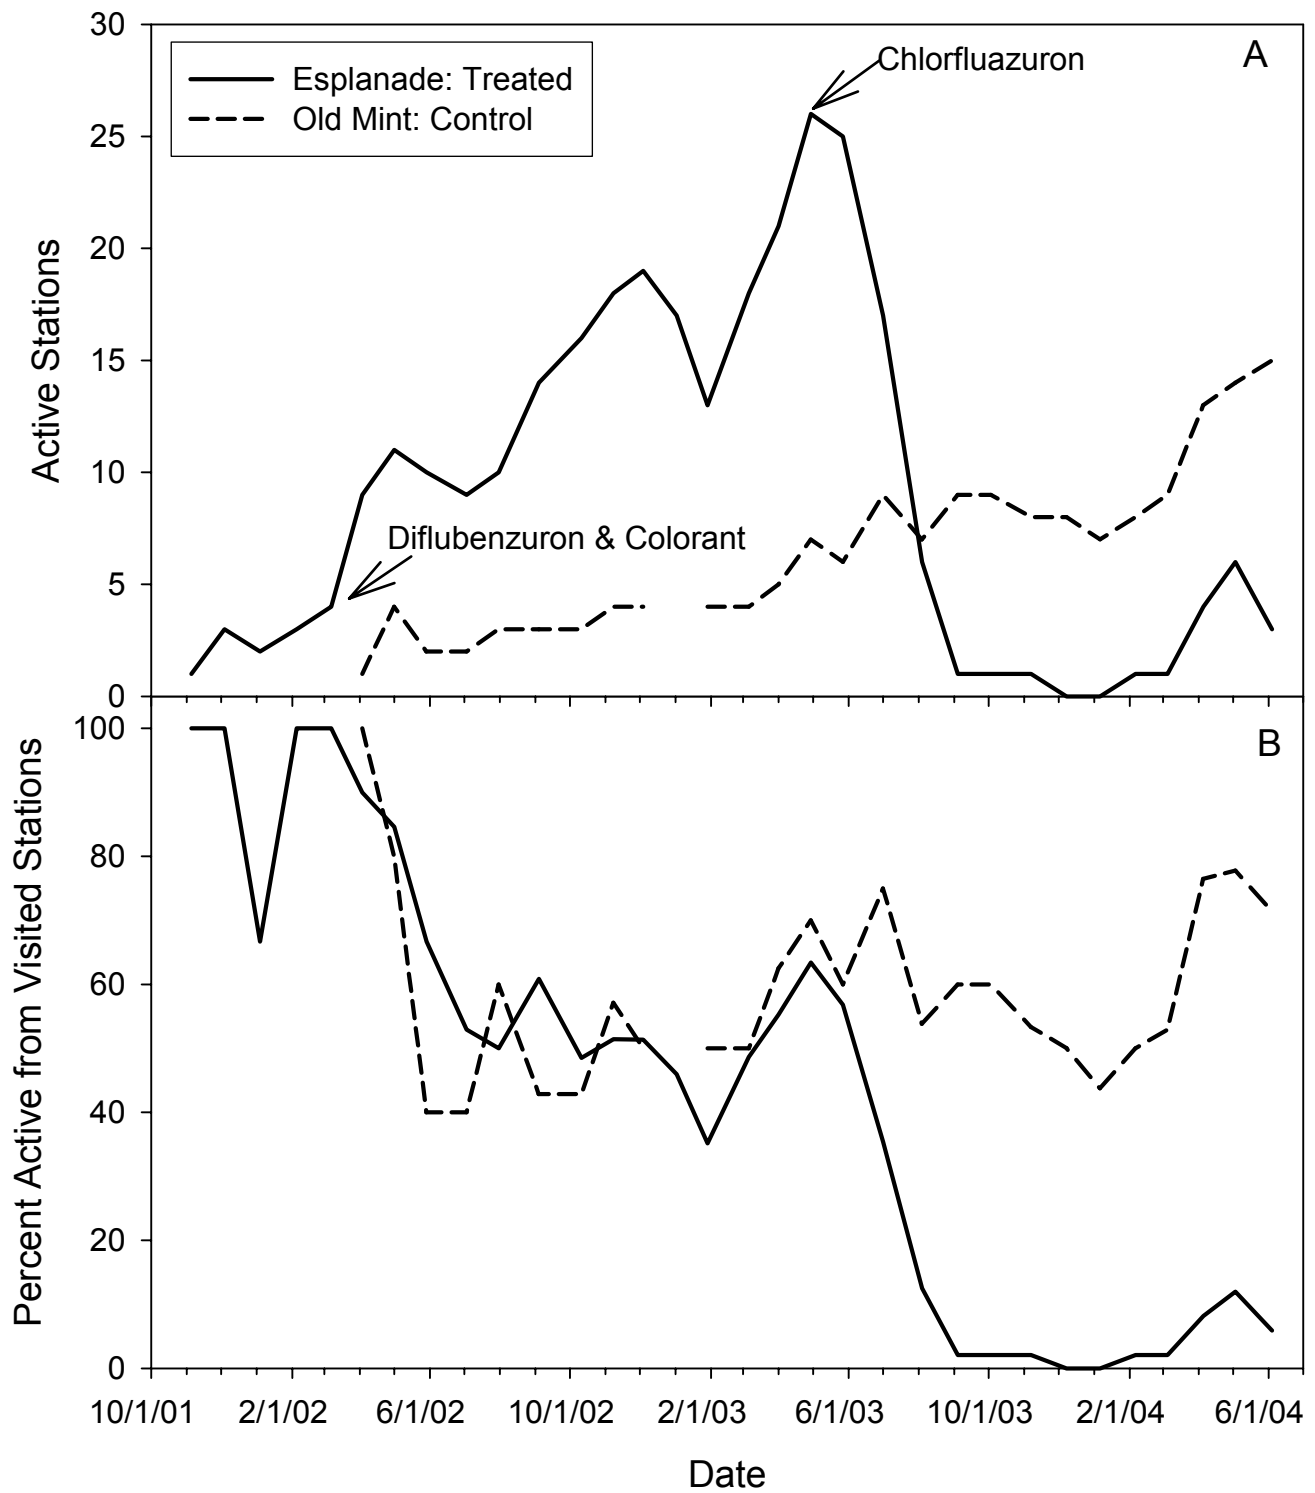 30
A
Esplanade: Treated
Chlorfluazuron
Old Mint: Control
25
20
Active Stations
15
10
Diflubenzuron & Colorant
5
0
100
B
80
Percent Active from Visited Stations
60
40
20
0
10/1/01 2/1/02 6/1/02 10/1/02 2/1/03 6/1/03 10/1/03 2/1/04 6/1/04
Date